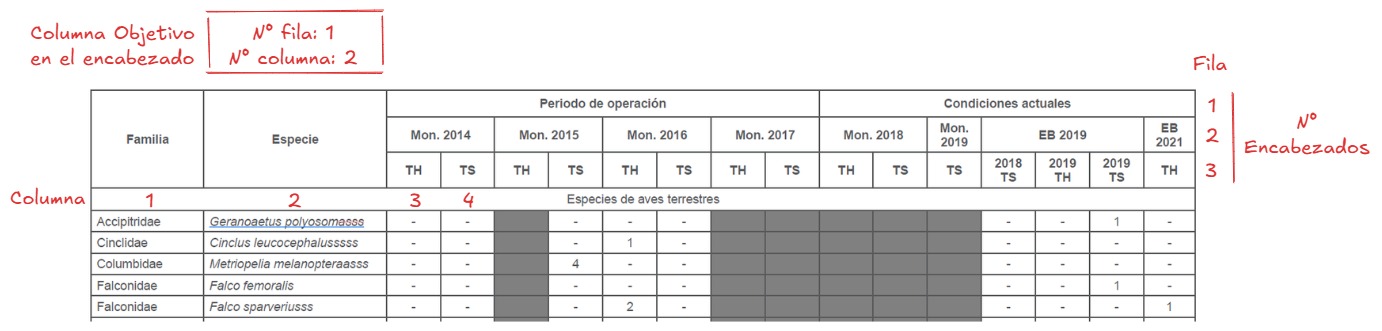 Columna Objetivo
en el encabezado
N° fila: 1
N° columna: 2
Fila
Familia Especie Periodo de operación Condiciones actuales 1
Mon. 2014 Mon. 2015 Mon. 2016 Mon. 2017 Mon. 2018 Mon. 2019 EB 2019 EB 2021 2
TH TS TH TS TH TS TH TS TH TS TS 2018 TS 2019 TH 2019 TS TH 3
N°
Encabezados
Columna 1 2 3 4 Especies de aves terrestres
Accipitridae Geranoaetus polyosomasss - - - - - - - 1 -
Cinclidae Cinclus leucocephalusssss - - - 1 - - - - -
Columbidae Metriopelia melanopteraasss - - 4 - - - - - -
Falconidae Falco femoralis - - - - - - - 1 -
Falconidae Falco sparveriusss - - - 2 - - - - 1